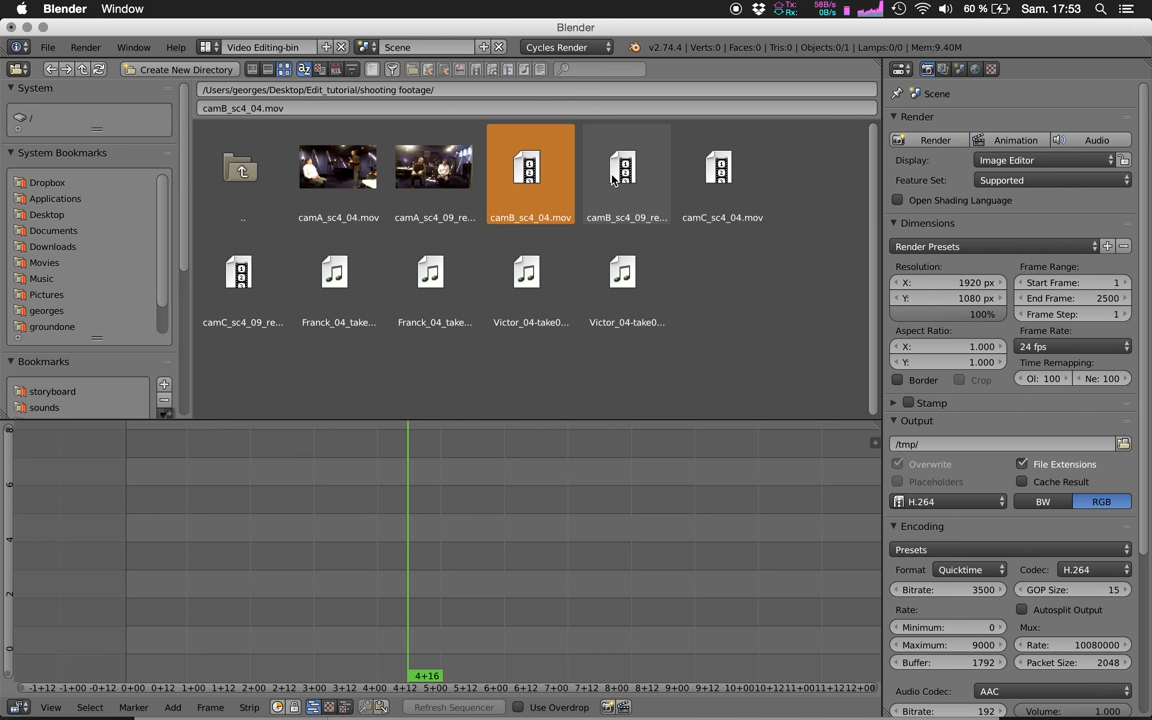 Blender Window Tx: 58B/s Rx: 0B/s 60 % Sam. 17:53
Blender
File Render Window Help Video Editing-bin Scene Cycles Render v2.74.4 | Verts:0 | Faces:0 | Tris:0 | Objects:0/1 | Lamps:0/0 | Mem:9.40M
Create New Directory
System
/
System Bookmarks
Dropbox
Applications
Desktop
Documents
Downloads
Movies
Music
Pictures
georges
groundone
Bookmarks
storyboard
sounds
/Users/georges/Desktop/Edit_tutorial/shooting footage/
camB_sc4_04.mov
.. camA_sc4_04.mov camA_sc4_09_re... camB_sc4_04.mov camB_sc4_09_re... camC_sc4_04.mov
camC_sc4_09_re... Franck_04_take... Franck_04_take... Victor_04-take0... Victor_04-take0...
8
6
4
2
0
4+16
-1+12 -1+00 -0+12 0+00 0+12 1+00 1+12 2+00 2+12 3+00 3+12 4+00 4+12 5+00 5+12 6+00 6+12 7+00 7+12 8+00 8+12 9+00 9+12 10+00 10+12 11+00 11+12 12+00
View Select Marker Add Frame Strip Refresh Sequencer Use Overdrop
Scene
Render
Render Animation Audio
Display: Image Editor
Feature Set: Supported
Open Shading Language
Dimensions
Render Presets
Resolution: Frame Range:
X: 1920 px Start Frame: 1
Y: 1080 px End Frame: 2500
100% Frame Step: 1
Aspect Ratio: Frame Rate:
X: 1.000 24 fps
Y: 1.000 Time Remapping:
Border Crop Ol: 100 Ne: 100
Stamp
Output
/tmp/
Overwrite File Extensions
Placeholders Cache Result
H.264 BW RGB
Encoding
Presets
Format Quicktime Codec: H.264
Bitrate: 3500 GOP Size: 15
Rate: Autosplit Output
Minimum: 0 Mux:
Maximum: 9000 Rate: 10080000
Buffer: 1792 Packet Size: 2048
Audio Codec: AAC
Bitrate: 192 Volume: 1.000